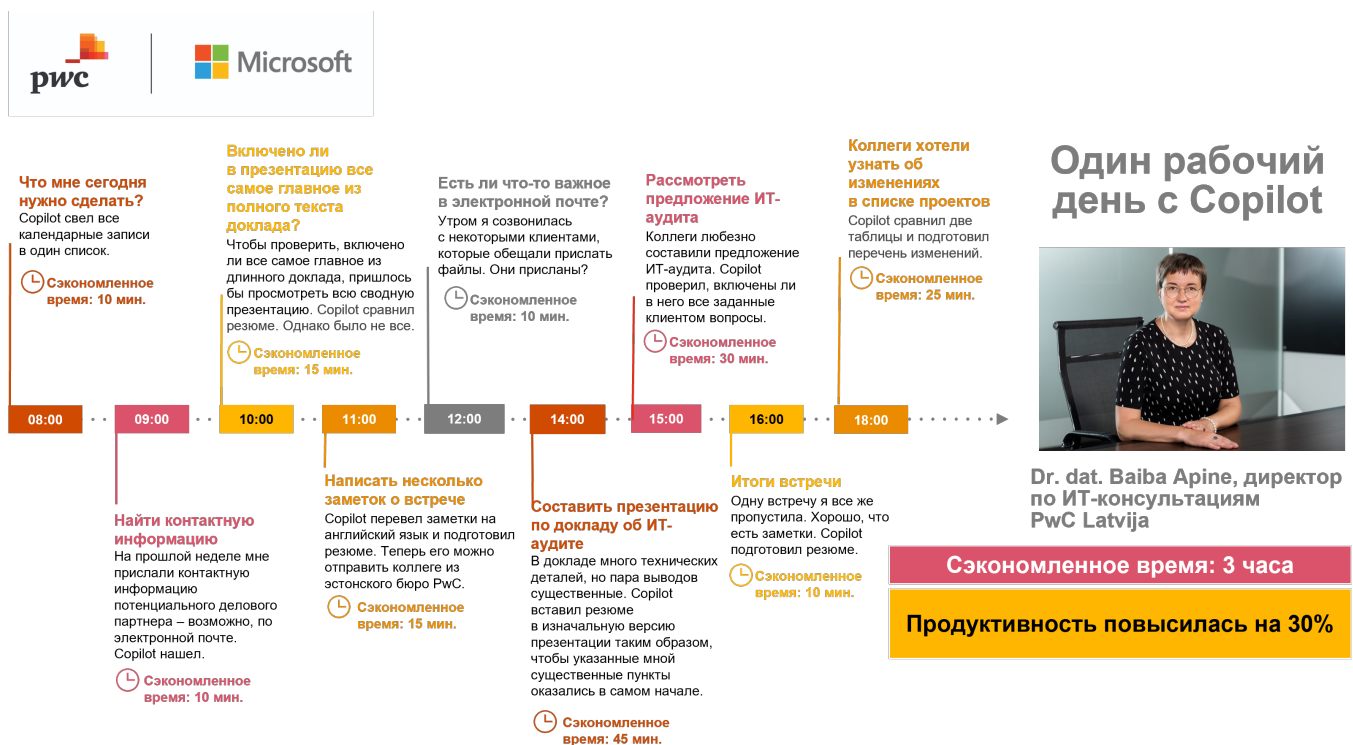 pwc
Microsoft
Один рабочий
день с Copilot
Что мне сегодня
нужно сделать?
Copilot свел все
календарные записи
в один список.
Сэкономленное
время: 10 мин.
Включено ли
в презентацию все
самое главное из
полного текста
доклада?
Чтобы проверить, включено
ли все самое главное из
длинного доклада, пришлось
бы просмотреть всю сводную
презентацию. Copilot сравнил
резюме. Однако было не все.
Сэкономленное
время: 15 мин.
Есть ли что-то важное
в электронной почте?
Утром я созвонилась
с некоторыми клиентами,
которые обещали прислать
файлы. Они присланы?
Сэкономленное
время: 10 мин.
Рассмотреть
предложение ИТ-
аудита
Коллеги любезно
составили предложение
ИТ-аудита. Copilot
проверил, включены ли
в него все заданные
клиентом вопросы.
Сэкономленное
время: 30 мин.
Коллеги хотели
узнать об
изменениях
в списке проектов
Copilot сравнил две
таблицы и подготовил
перечень изменений.
Сэкономленное
время: 25 мин.
08:00
09:00
10:00
11:00
12:00
14:00
15:00
16:00
18:00
Найти контактную
информацию
На прошлой неделе мне
прислали контактную
информацию
потенциального делового
партнера – возможно, по
электронной почте.
Copilot нашел.
Сэкономленное
время: 10 мин.
Написать несколько
заметок о встрече
Copilot перевел заметки на
английский язык и подготовил
резюме. Теперь его можно
отправить коллеге из
эстонского бюро PwC.
Сэкономленное
время: 15 мин.
Составить презентацию
по докладу об ИТ-
аудите
В докладе много технических
деталей, но пара выводов
существенные. Copilot
вставил резюме
в изначальную версию
презентации таким образом,
чтобы указанные мной
существенные пункты
оказались в самом начале.
Сэкономленное
время: 45 мин.
Итоги встречи
Одну встречу я все же
пропустила. Хорошо, что
есть заметки. Copilot
подготовил резюме.
Сэкономленное
время: 10 мин.
Dr. dat. Baiba Apine, директор
по ИТ-консультациям
PwC Latvija
Сэкономленное время: 3 часа
Продуктивность повысилась на 30%